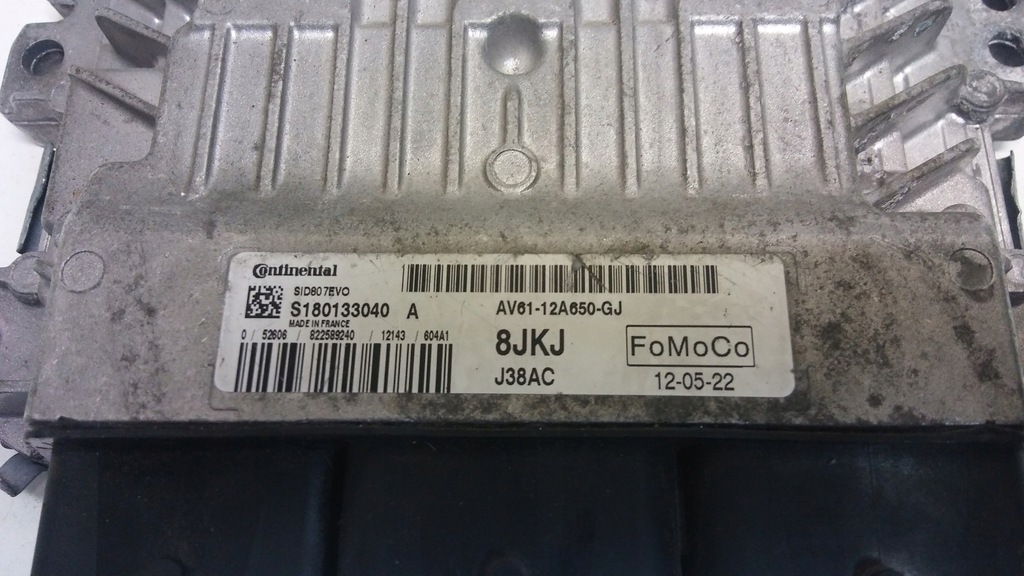 Continental
SID807EVO
S180133040 A
MADE IN FRANCE
0 / 52606 / 822589240 / 12143 / 604A1
AV61-12A650-GJ
8JKJ
FoMoCo
J38AC
12-05-22